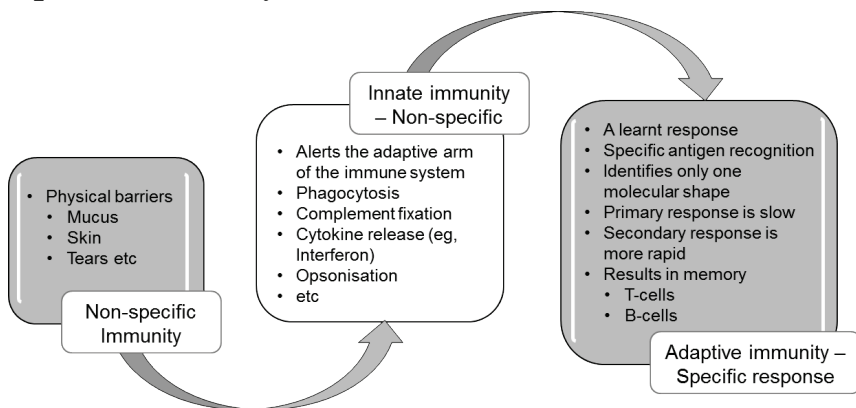 • Physical barriers
• Mucus
• Skin
• Tears etc
Non-specific
Immunity
Innate immunity
– Non-specific
• Alerts the adaptive arm
of the immune system
• Phagocytosis
• Complement fixation
• Cytokine release (eg,
Interferon)
• Opsonisation
• etc
• A learnt response
• Specific antigen recognition
• Identifies only one
molecular shape
• Primary response is slow
• Secondary response is
more rapid
• Results in memory
• T-cells
• B-cells
Adaptive immunity –
Specific response